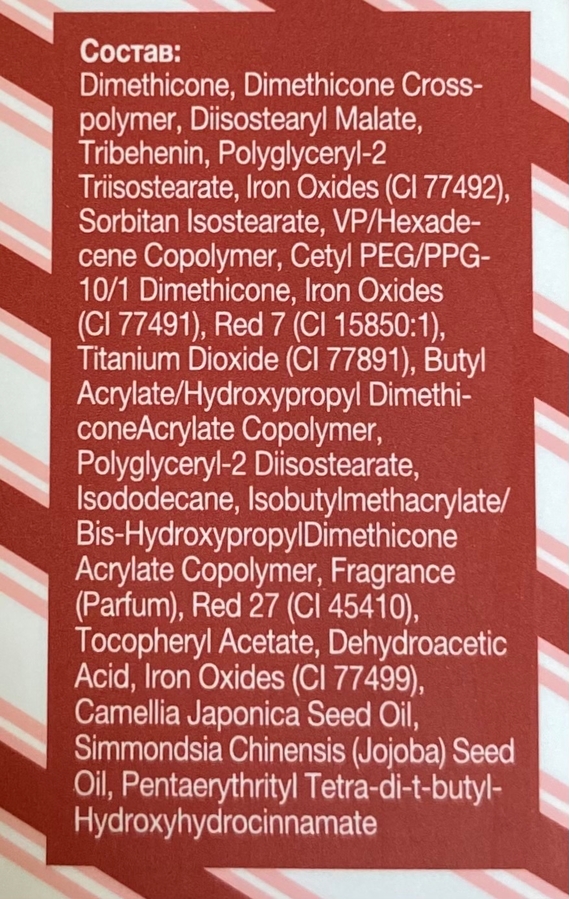 Состав:
Dimethicone, Dimethicone Cross-
polymer, Diisostearyl Malate,
Tribehenin, Polyglyceryl-2
Triisostearate, Iron Oxides (CI 77492),
Sorbitan Isostearate, VP/Hexade-
cene Copolymer, Cetyl PEG/PPG-
10/1 Dimethicone, Iron Oxides
(CI 77491), Red 7 (CI 15850:1),
Titanium Dioxide (CI 77891), Butyl
Acrylate/Hydroxypropyl Dimethi-
coneAcrylate Copolymer,
Polyglyceryl-2 Diisostearate,
Isododecane, Isobutylmethacrylate/
Bis-HydroxypropylDimethicone
Acrylate Copolymer, Fragrance
(Parfum), Red 27 (CI 45410),
Tocopheryl Acetate, Dehydroacetic
Acid, Iron Oxides (CI 77499),
Camellia Japonica Seed Oil,
Simmondsia Chinensis (Jojoba) Seed
Oil, Pentaerythrityl Tetra-di-t-butyl-
Hydroxyhydrocinnamate